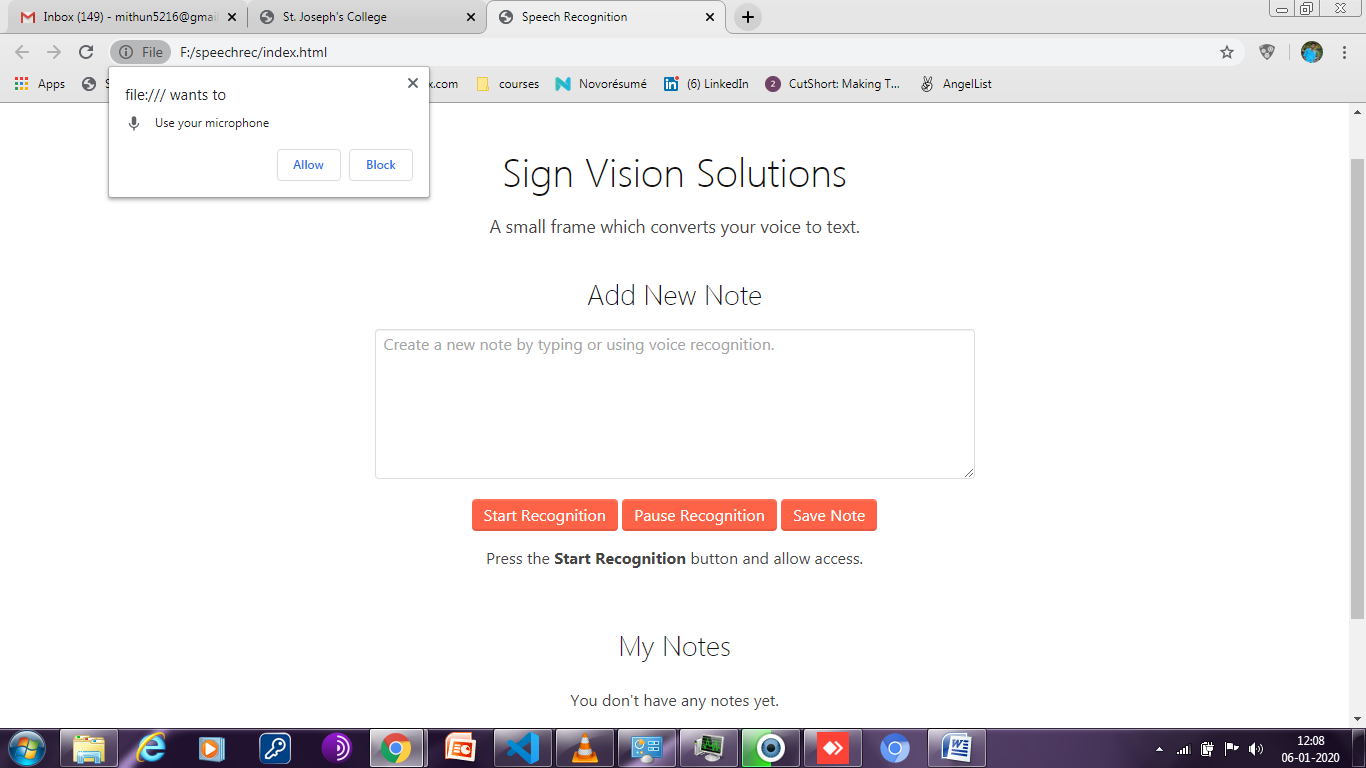 Inbox (149) - mithun5216@gmail
St. Joseph's College
Speech Recognition
File F:/speechrec/index.html
Apps S x.com courses Novorésumé (6) LinkedIn 2 CutShort: Making T... AngelList
file:/// wants to
Use your microphone
Allow Block
Sign Vision Solutions
A small frame which converts your voice to text.
Add New Note
Create a new note by typing or using voice recognition.
Start Recognition Pause Recognition Save Note
Press the Start Recognition button and allow access.
My Notes
You don't have any notes yet.
12:08
06-01-2020